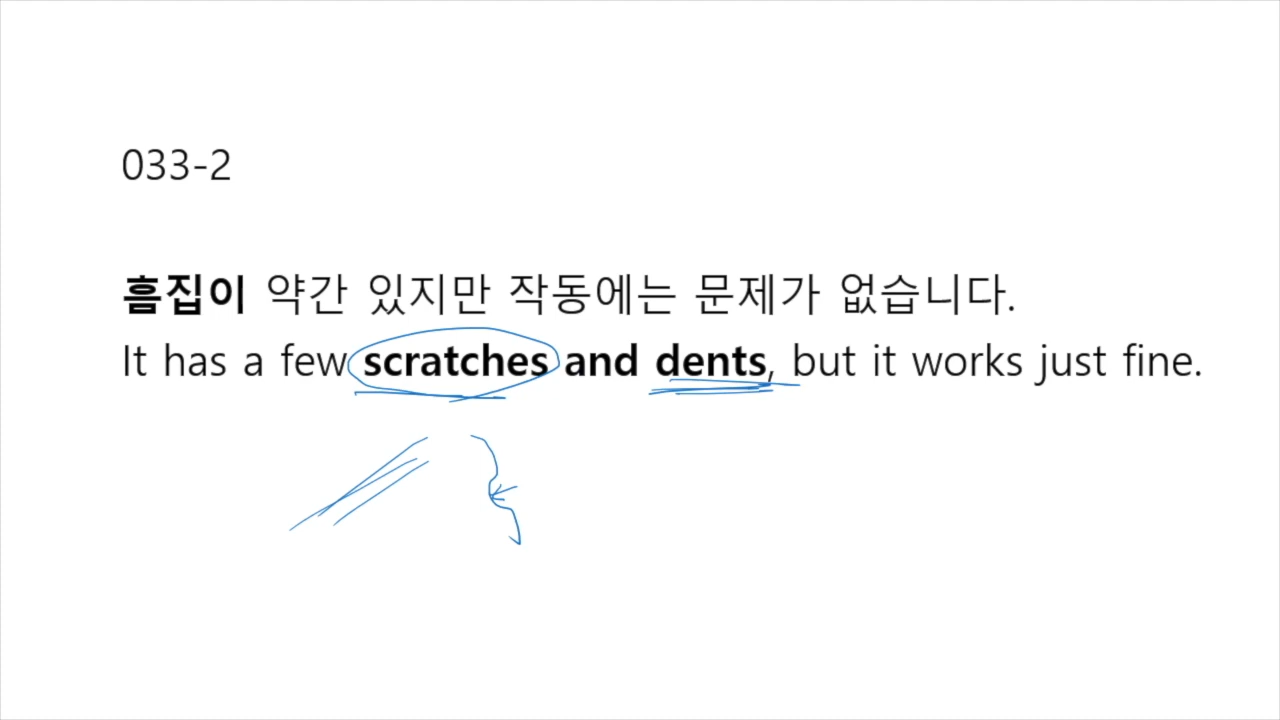 033-2
흠집이 약간 있지만 작동에는 문제가 없습니다.
It has a few scratches and dents, but it works just fine.